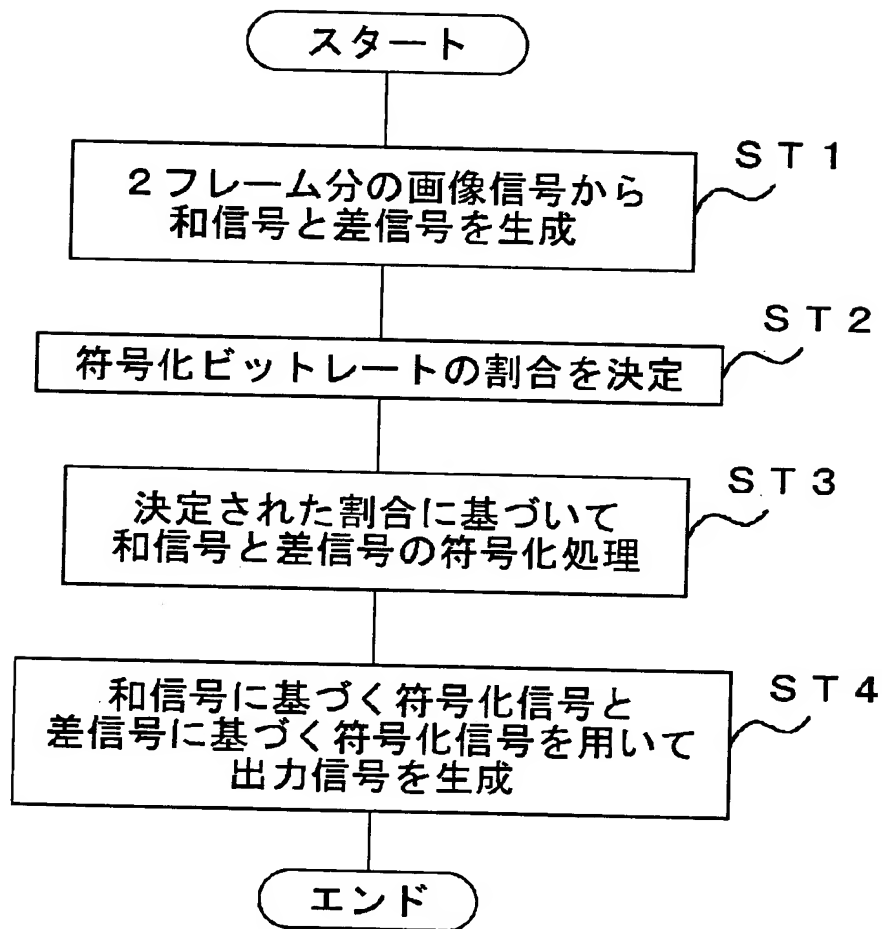 スタート
2フレーム分の画像信号から
和信号と差信号を生成
ST1
符号化ビットレートの割合を決定
ST2
決定された割合に基づいて
和信号と差信号の符号化処理
ST3
和信号に基づく符号化信号と
差信号に基づく符号化信号を用いて
出力信号を生成
ST4
エンド